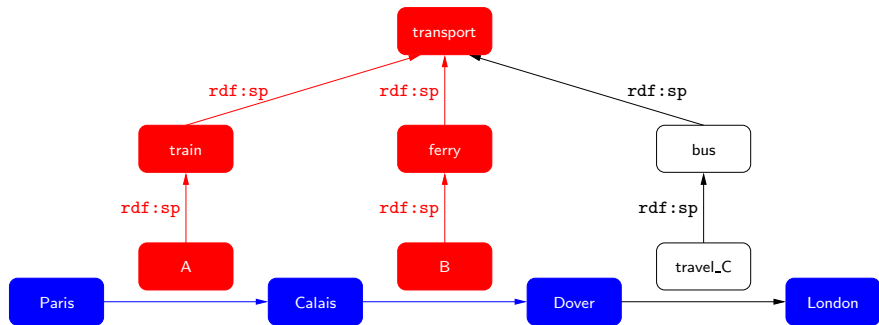 transport
rdf:sp
rdf:sp
rdf:sp
train
ferry
bus
rdf:sp
rdf:sp
rdf:sp
A
B
travel_C
Paris
Calais
Dover
London